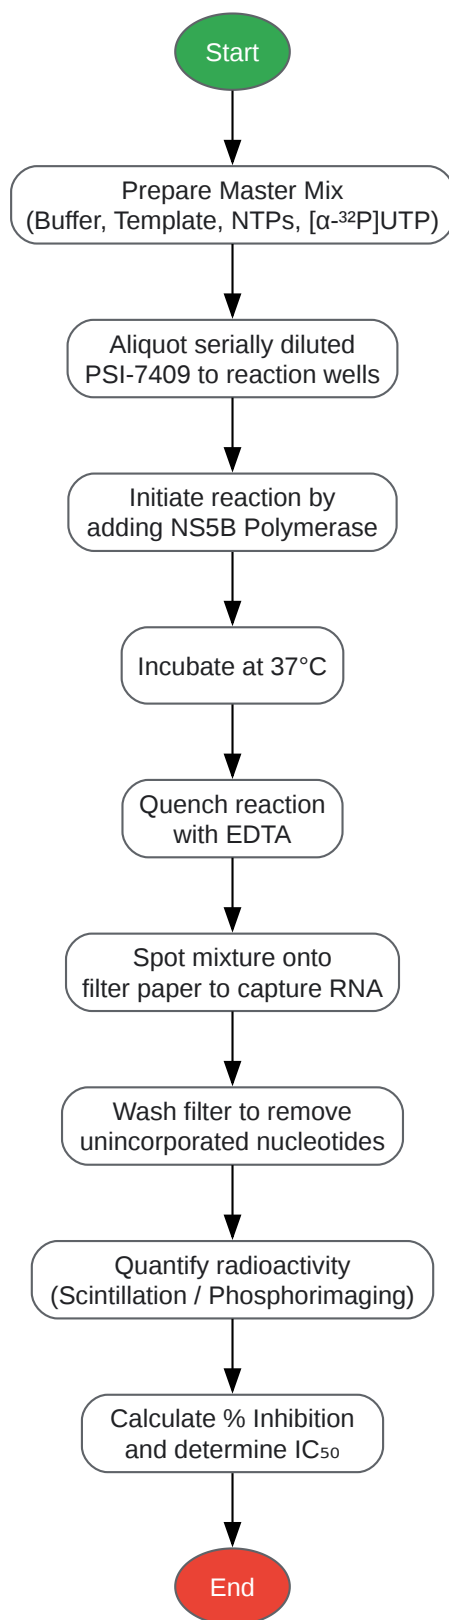 Start
Prepare Master Mix
(Buffer, Template, NTPs, [α-³²P]UTP)
Aliquot serially diluted
PSI-7409 to reaction wells
Initiate reaction by
adding NS5B Polymerase
Incubate at 37°C
Quench reaction
with EDTA
Spot mixture onto
filter paper to capture RNA
Wash filter to remove
unincorporated nucleotides
Quantify radioactivity
(Scintillation / Phosphorimaging)
Calculate % Inhibition
and determine IC₅₀
End